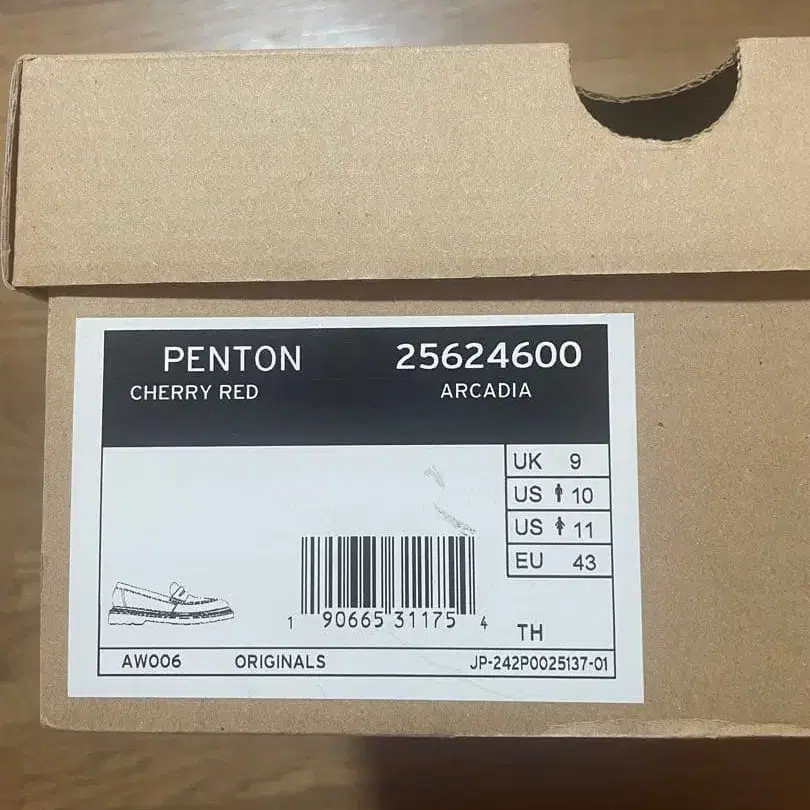 PENTON 25624600
CHERRY RED ARCADIA
UK 9
US 10
US 11
EU 43
1 90665 31175 4
TH
AW006 ORIGINALS JP-242P0025137-01